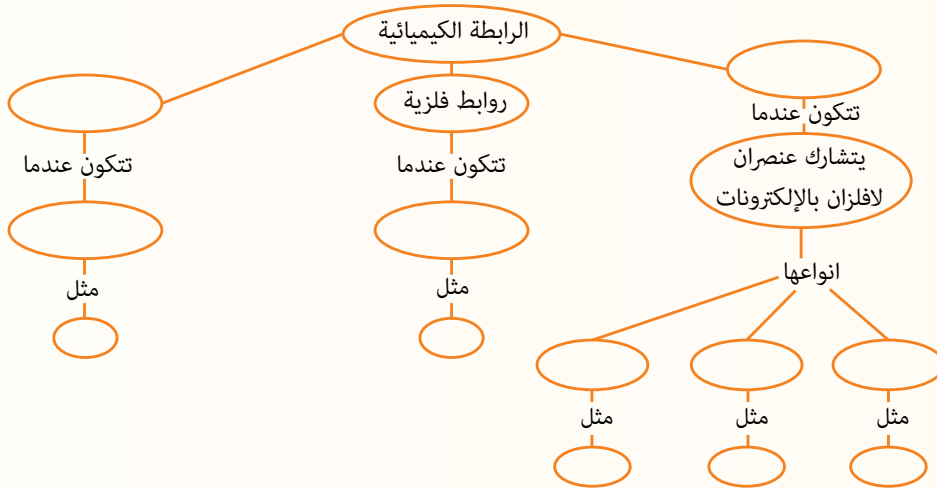 الرابطة الكيميائية
روابط فلزية
تتكون عندما
تتكون عندما
تتكون عندما
يتشارك عنصران
لافلزان بالإلكترونات
انواعها
مثل
مثل
مثل
مثل
مثل